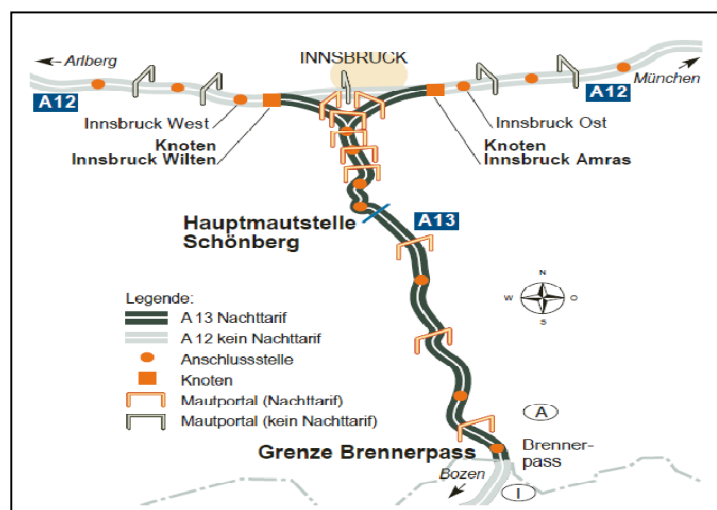 Arlberg
INNSBRUCK
München
A12
A12
Innsbruck West
Knoten
Innsbruck Wilten
Innsbruck Ost
Knoten
Innsbruck Amras
Hauptmautstelle
Schönberg
A13
N
W
O
S
Legende:
A 13 Nachttarif
A 12 kein Nachttarif
Anschlussstelle
Knoten
Mautportal (Nachttarif)
Mautportal (kein Nachttarif)
A
Grenze Brennerpass
Brenner-
pass
Bozen
I